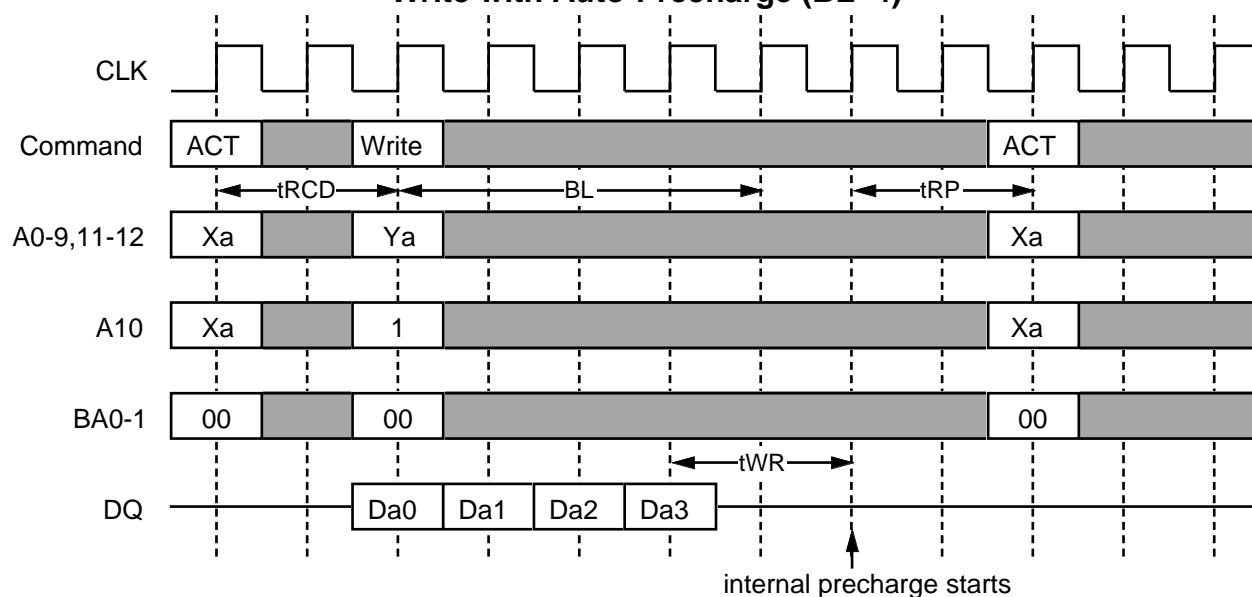 Write with Auto-Precharge (BL=4)
CLK
Command ACT Write ACT
tRCD BL tRP
A0-9,11-12 Xa Ya Xa
A10 Xa 1 Xa
BA0-1 00 00 00
tWR
DQ Da0 Da1 Da2 Da3
internal precharge starts